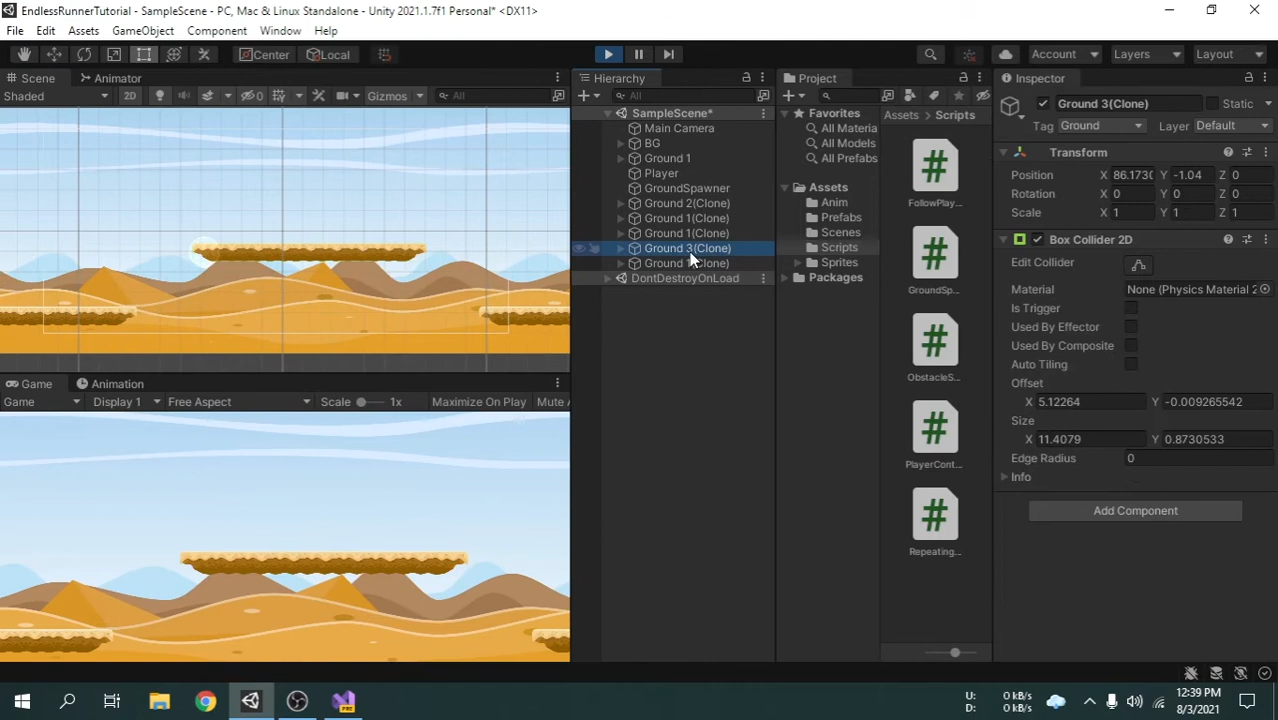 EndlessRunnerTutorial - SampleScene - PC, Mac & Linux Standalone - Unity 2021.1.7f1 Personal* <DX11>
File Edit Assets GameObject Component Window Help
Center Local
Account Layers Layout
Scene Animator
Shaded 2D 0 Gizmos All
Hierarchy
All
SampleScene*
Main Camera
BG
Ground 1
Player
GroundSpawner
Ground 2(Clone)
Ground 1(Clone)
Ground 1(Clone)
Ground 3(Clone)
Ground 1(Clone)
DontDestroyOnLoad
Project
Favorites
All Materia
All Models
All Prefabs
Assets
Anim
Prefabs
Scenes
Scripts
Sprites
Packages
Assets > Scripts
#
FollowPlay...
#
GroundSp...
#
ObstacleS...
#
PlayerCont...
#
Repeating...
Inspector
Ground 3(Clone) Static
Tag Ground Layer Default
Transform
Position X 86.1730 Y -1.04 Z 0
Rotation X 0 Y 0 Z 0
Scale X 1 Y 1 Z 1
Box Collider 2D
Edit Collider
Material None (Physics Material 2
Is Trigger
Used By Effector
Used By Composite
Auto Tiling
Offset
X 5.12264 Y -0.009265542
Size
X 11.4079 Y 0.8730533
Edge Radius 0
Info
Add Component
Game Animation
Game Display 1 Free Aspect Scale 1x Maximize On Play Mute A
U: 0 kB/s
D: 0 kB/s
12:39 PM
8/3/2021